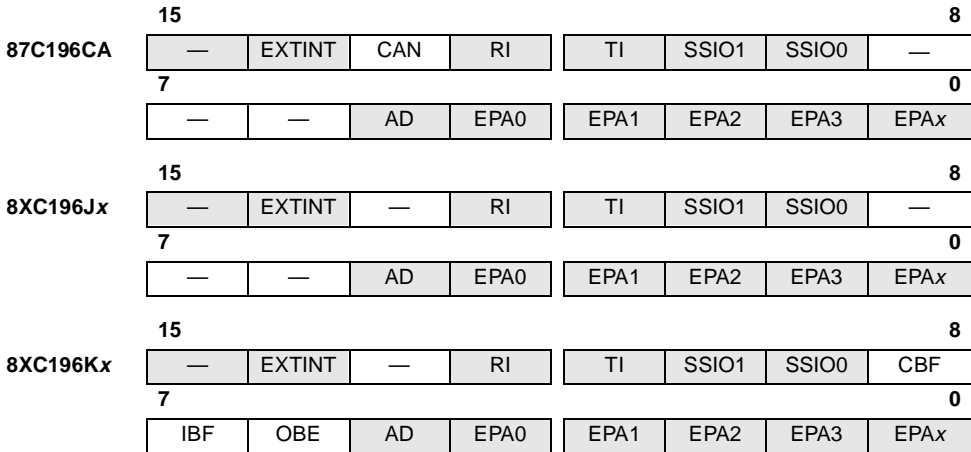 15 8
87C196CA — EXTINT CAN RI TI SSIO1 SSIO0 —
7 0
— — AD EPA0 EPA1 EPA2 EPA3 EPAx
15 8
8XC196Jx — EXTINT — RI TI SSIO1 SSIO0 —
7 0
— — AD EPA0 EPA1 EPA2 EPA3 EPAx
15 8
8XC196Kx — EXTINT — RI TI SSIO1 SSIO0 CBF
7 0
IBF OBE AD EPA0 EPA1 EPA2 EPA3 EPAx